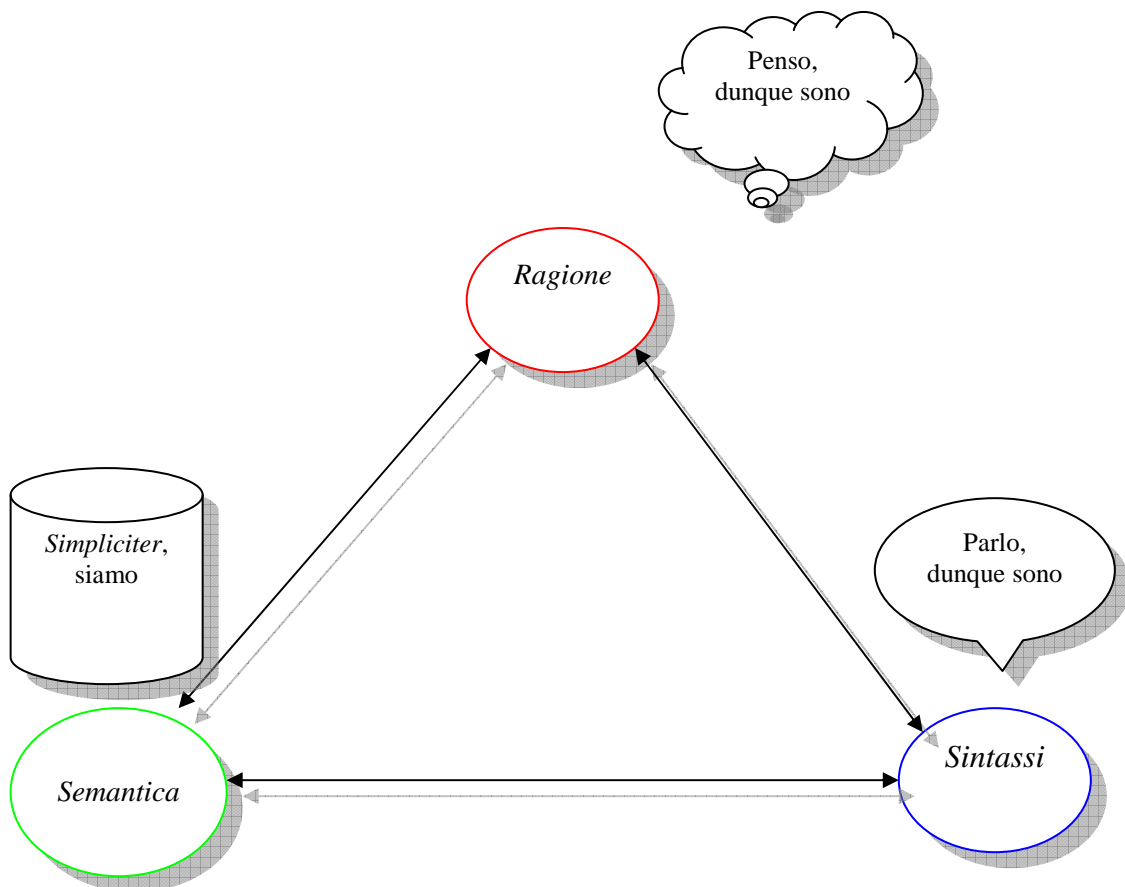 Penso,
dunque sono
Ragione
Simpliciter,
siamo
Parlo,
dunque sono
Semantica
Sintassi